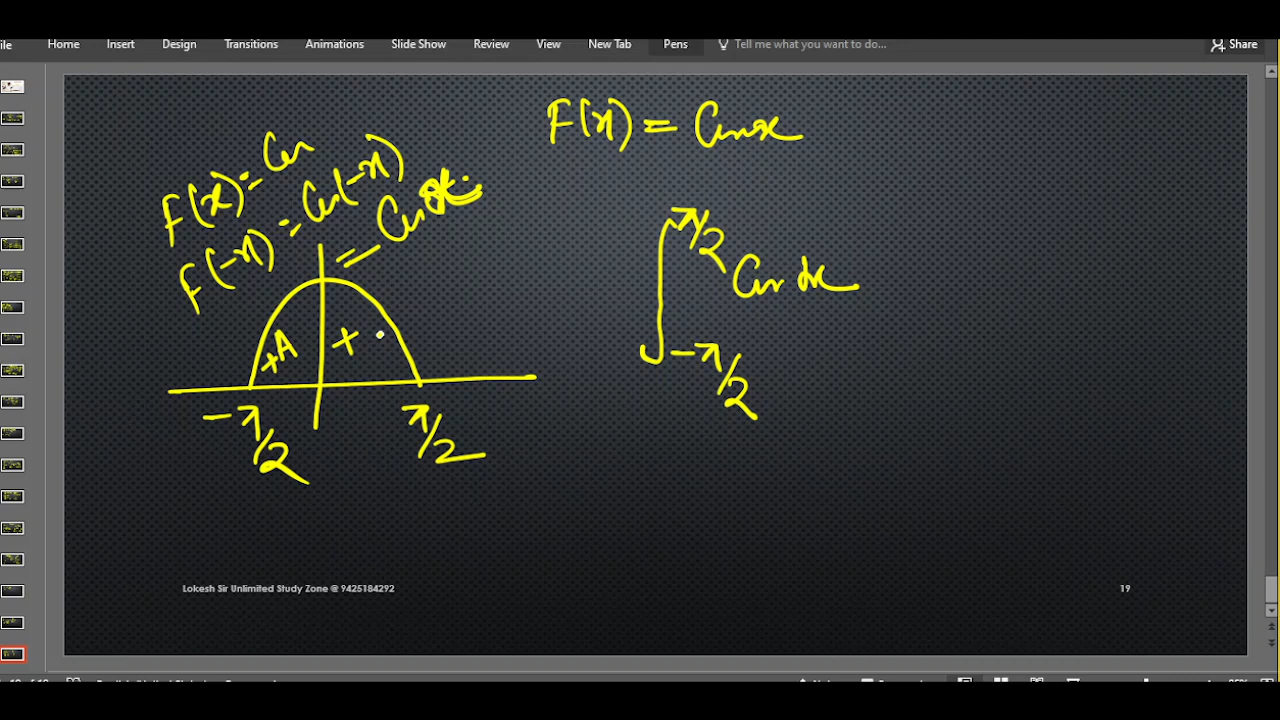 File Home Insert Design Transitions Animations Slide Show Review View New Tab Pens Tell me what you want to do... Share
F(x) = Cosx
F(x) = Cos
F(-x) = Cos(-x)
= Cosx
π/2
Cos dx
-π/2
+A +
-π/2 π/2
Lokesh Sir Unlimited Study Zone @ 9425184292 19